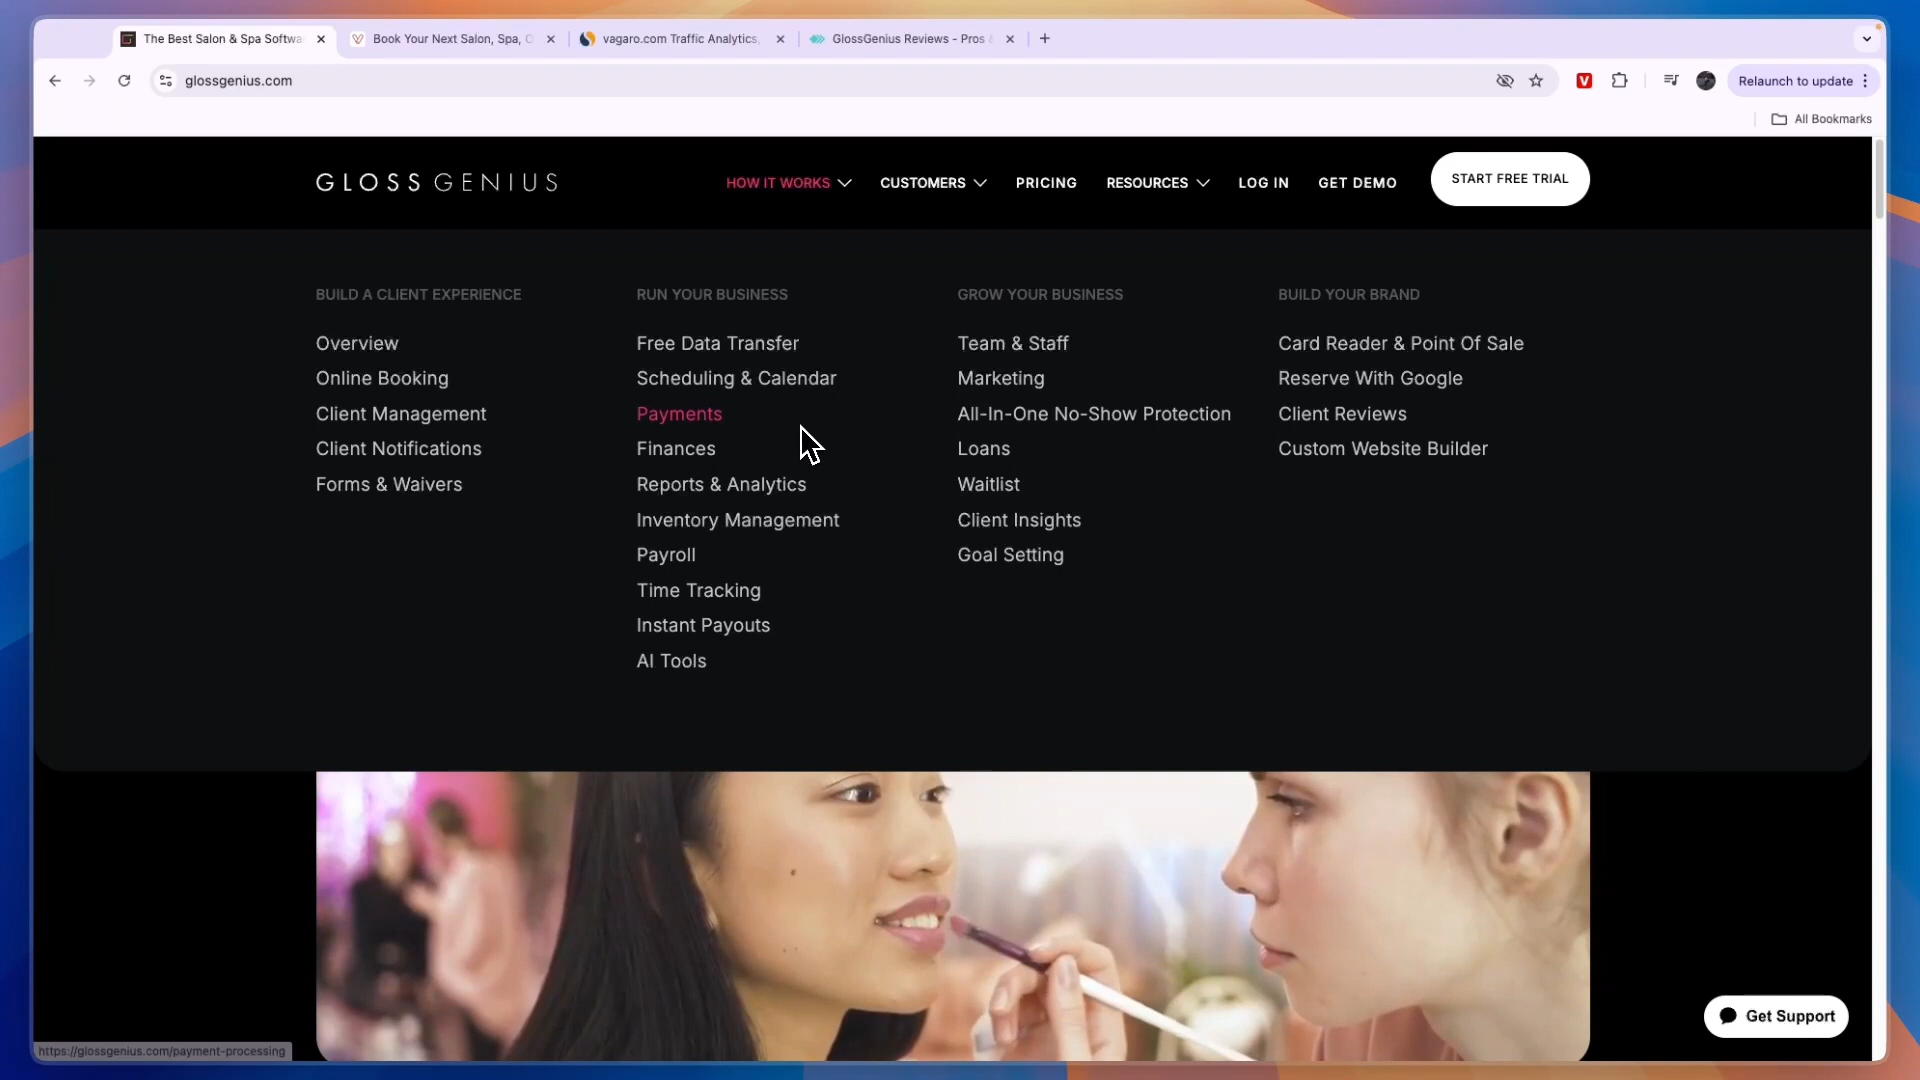 The Best Salon & Spa Softwa
Book Your Next Salon, Spa, O
vagaro.com Traffic Analytics,
GlossGenius Reviews - Pros &
glossgenius.com
Relaunch to update
All Bookmarks
GLOSSGENIUS
HOW IT WORKS
CUSTOMERS
PRICING
RESOURCES
LOG IN
GET DEMO
START FREE TRIAL
BUILD A CLIENT EXPERIENCE
Overview
Online Booking
Client Management
Client Notifications
Forms & Waivers
RUN YOUR BUSINESS
Free Data Transfer
Scheduling & Calendar
Payments
Finances
Reports & Analytics
Inventory Management
Payroll
Time Tracking
Instant Payouts
AI Tools
GROW YOUR BUSINESS
Team & Staff
Marketing
All-In-One No-Show Protection
Loans
Waitlist
Client Insights
Goal Setting
BUILD YOUR BRAND
Card Reader & Point Of Sale
Reserve With Google
Client Reviews
Custom Website Builder
Get Support
https://glossgenius.com/payment-processing